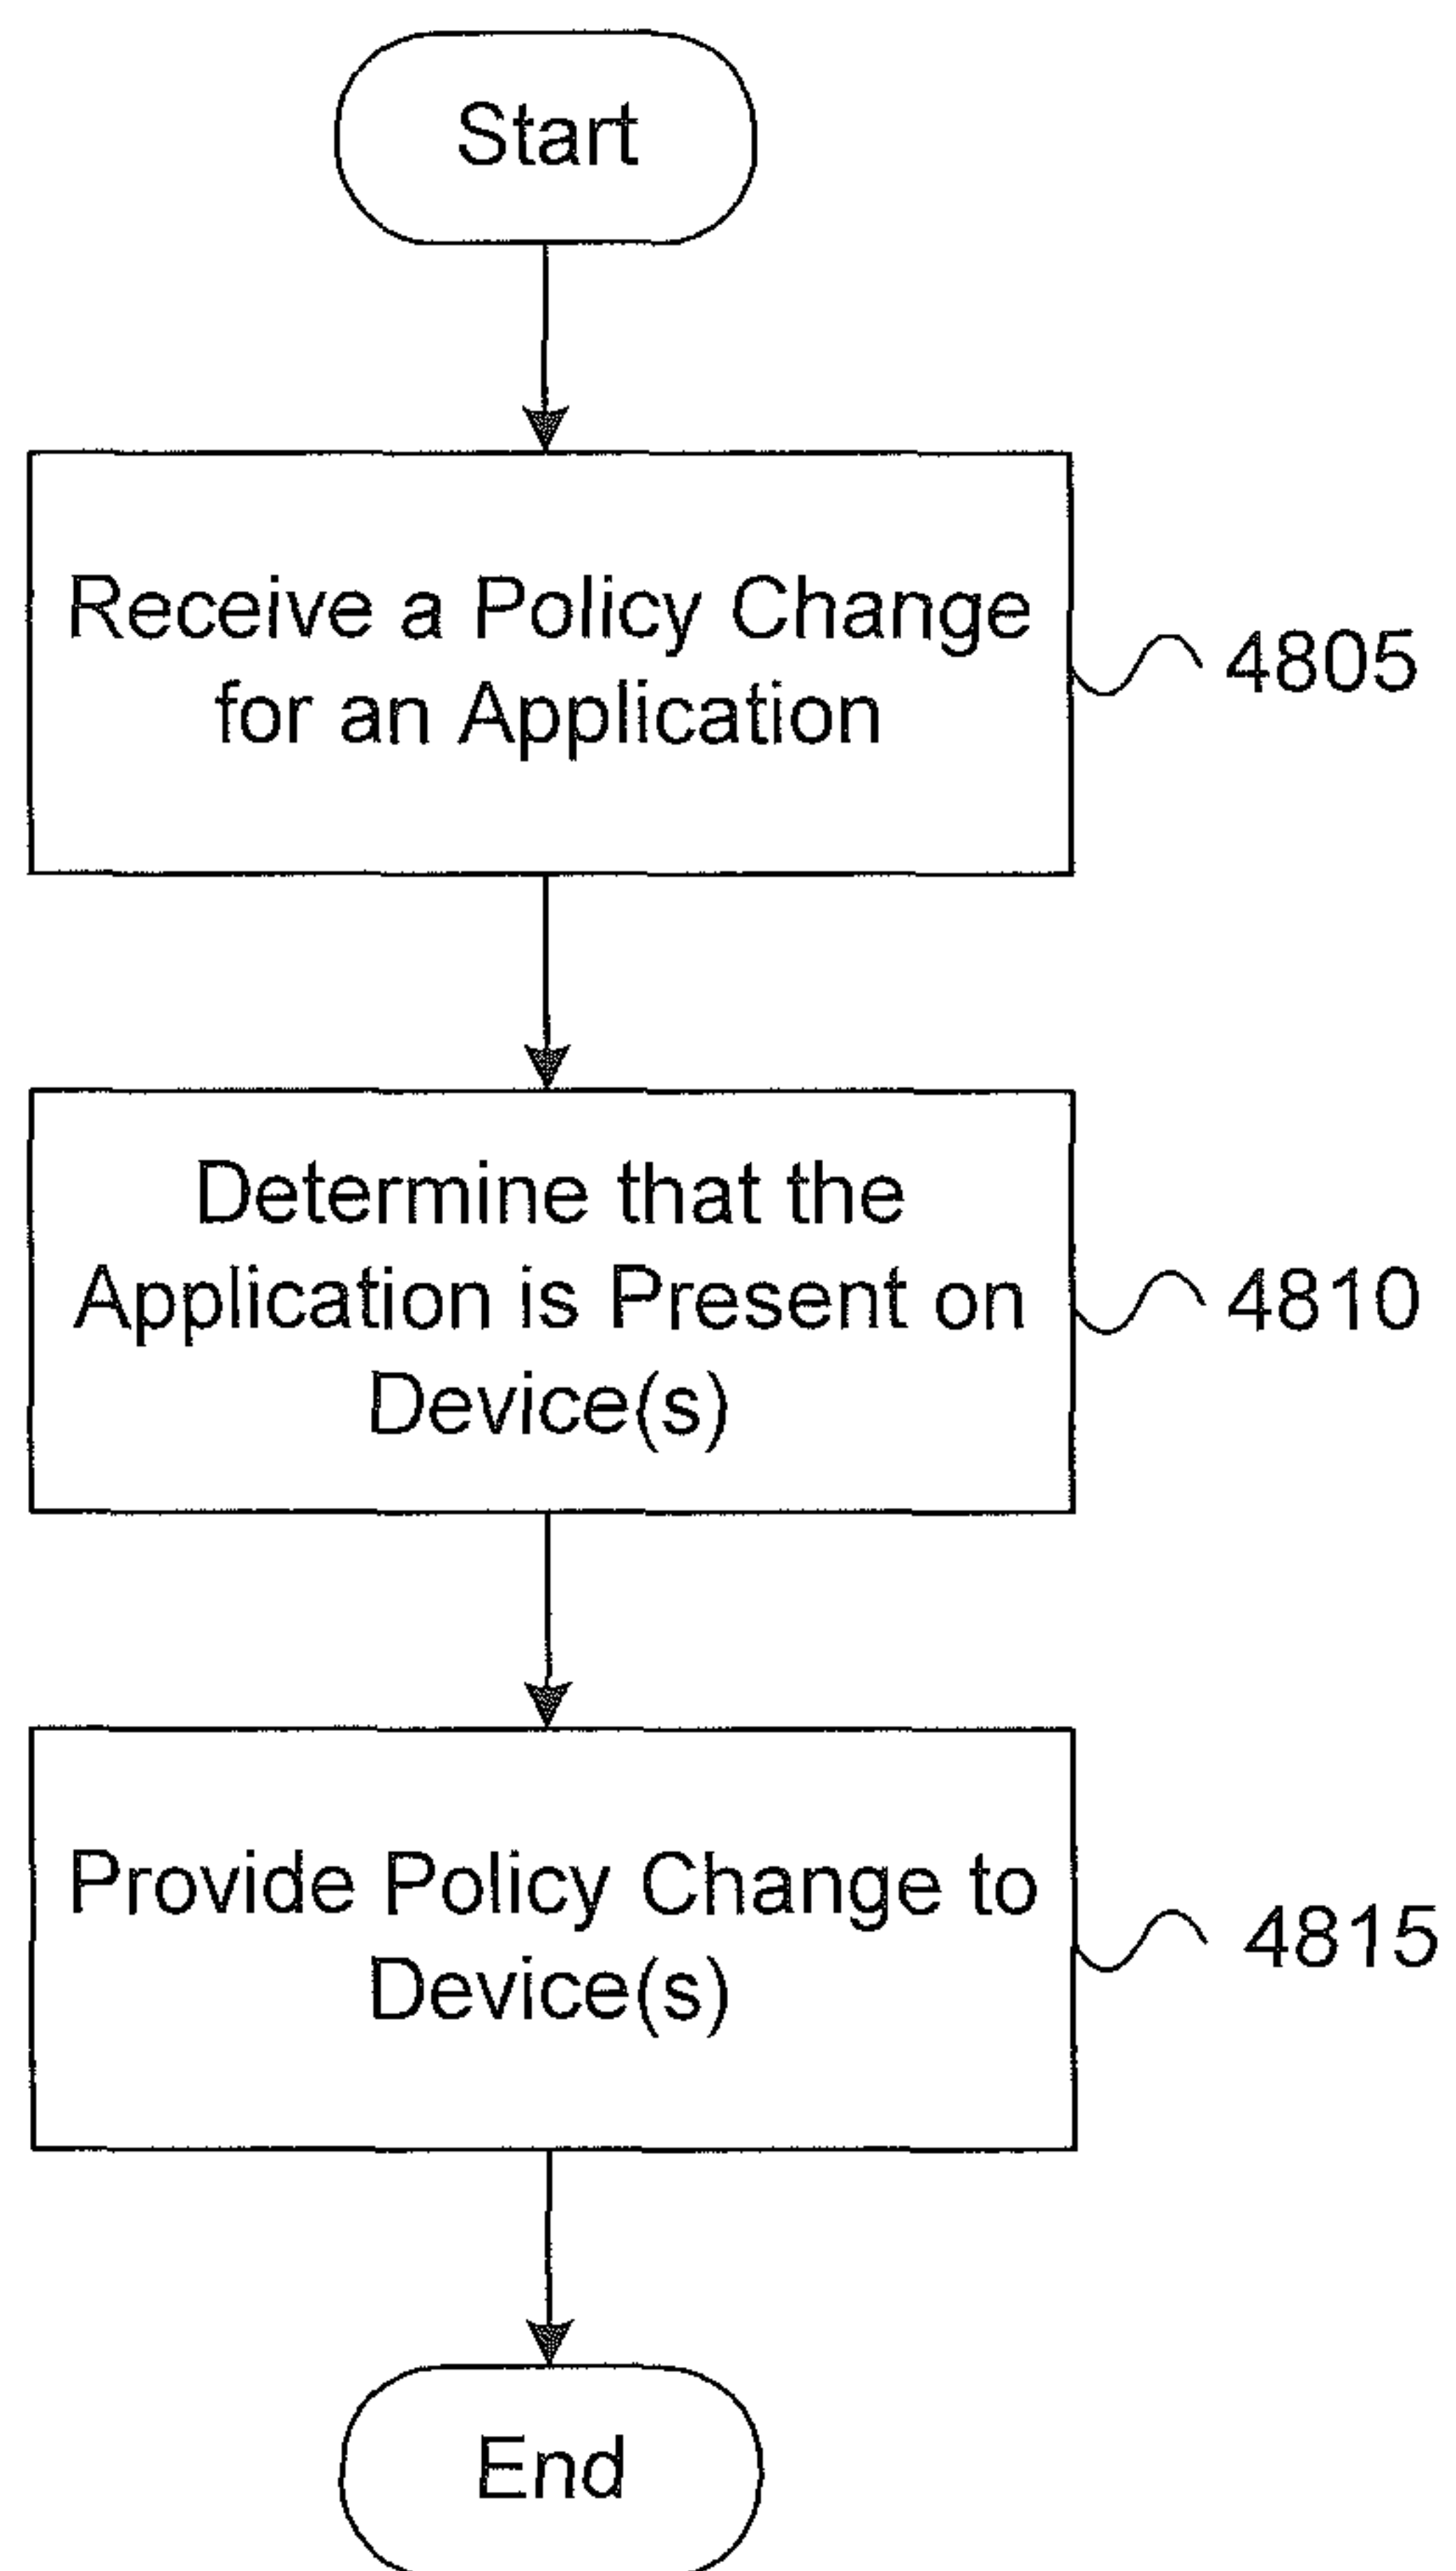 Start
Receive a Policy Change
for an Application
4805
Determine that the
Application is Present on
Device(s)
4810
Provide Policy Change to
Device(s)
4815
End